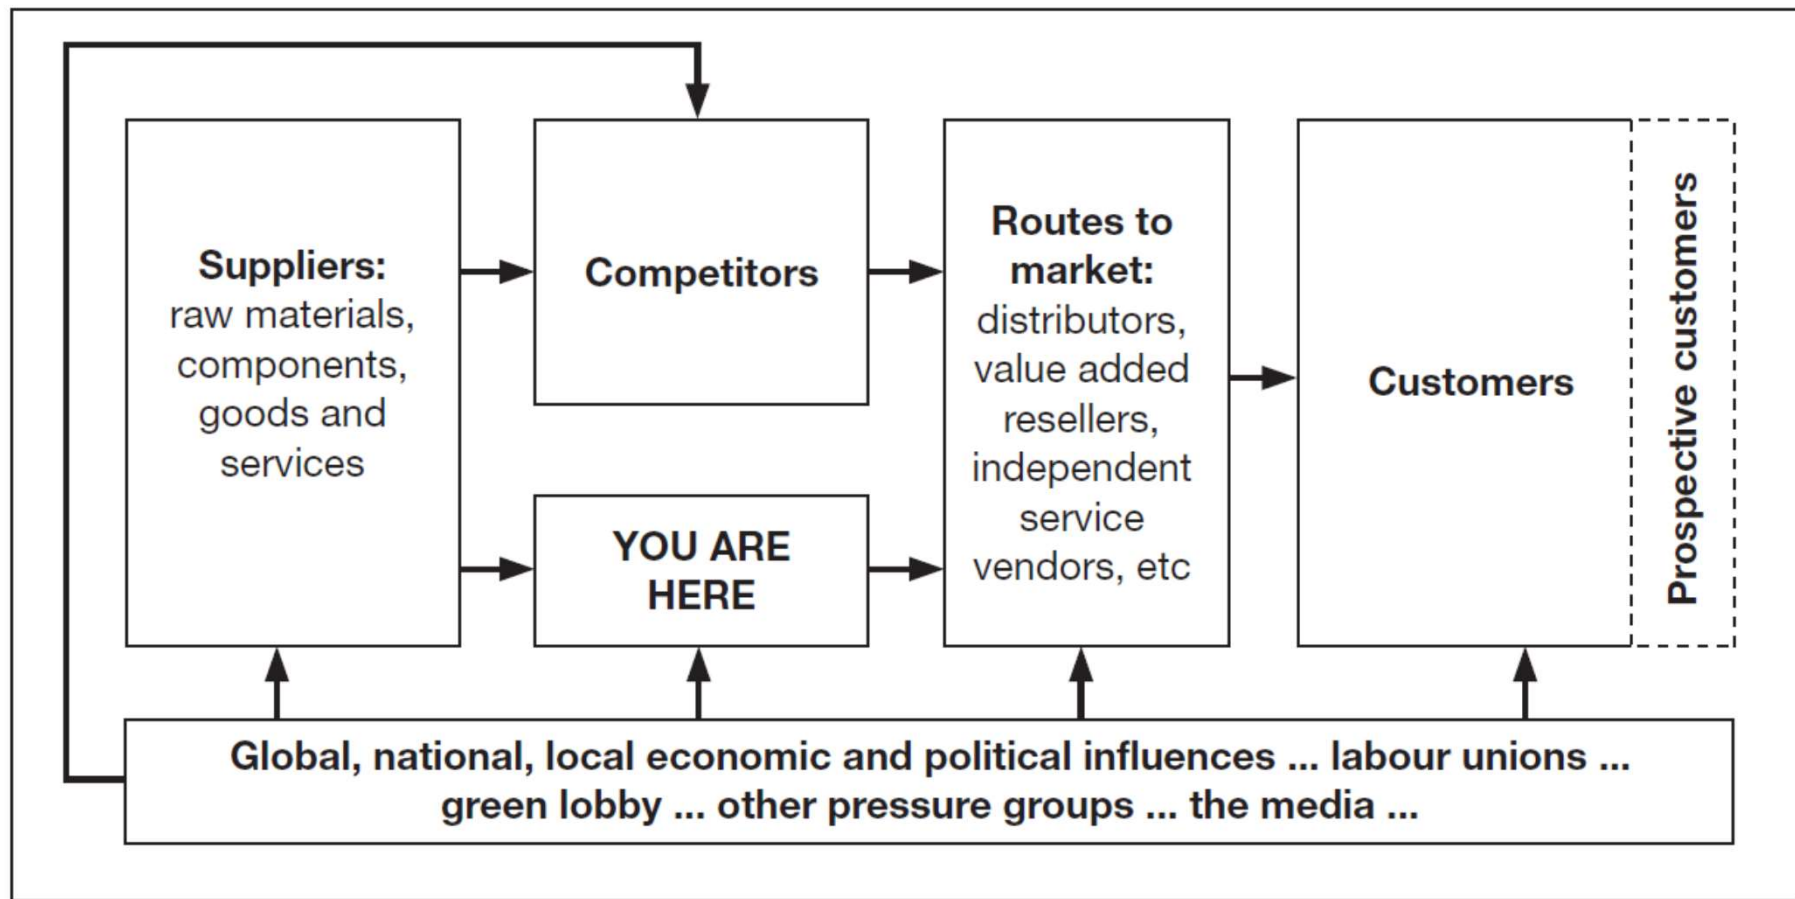 Suppliers:
raw materials,
components,
goods and
services
Competitors
YOU ARE
HERE
Routes to
market:
distributors,
value added
resellers,
independent
service
vendors, etc
Customers
Prospective customers
Global, national, local economic and political influences ... labour unions ...
green lobby ... other pressure groups ... the media ...